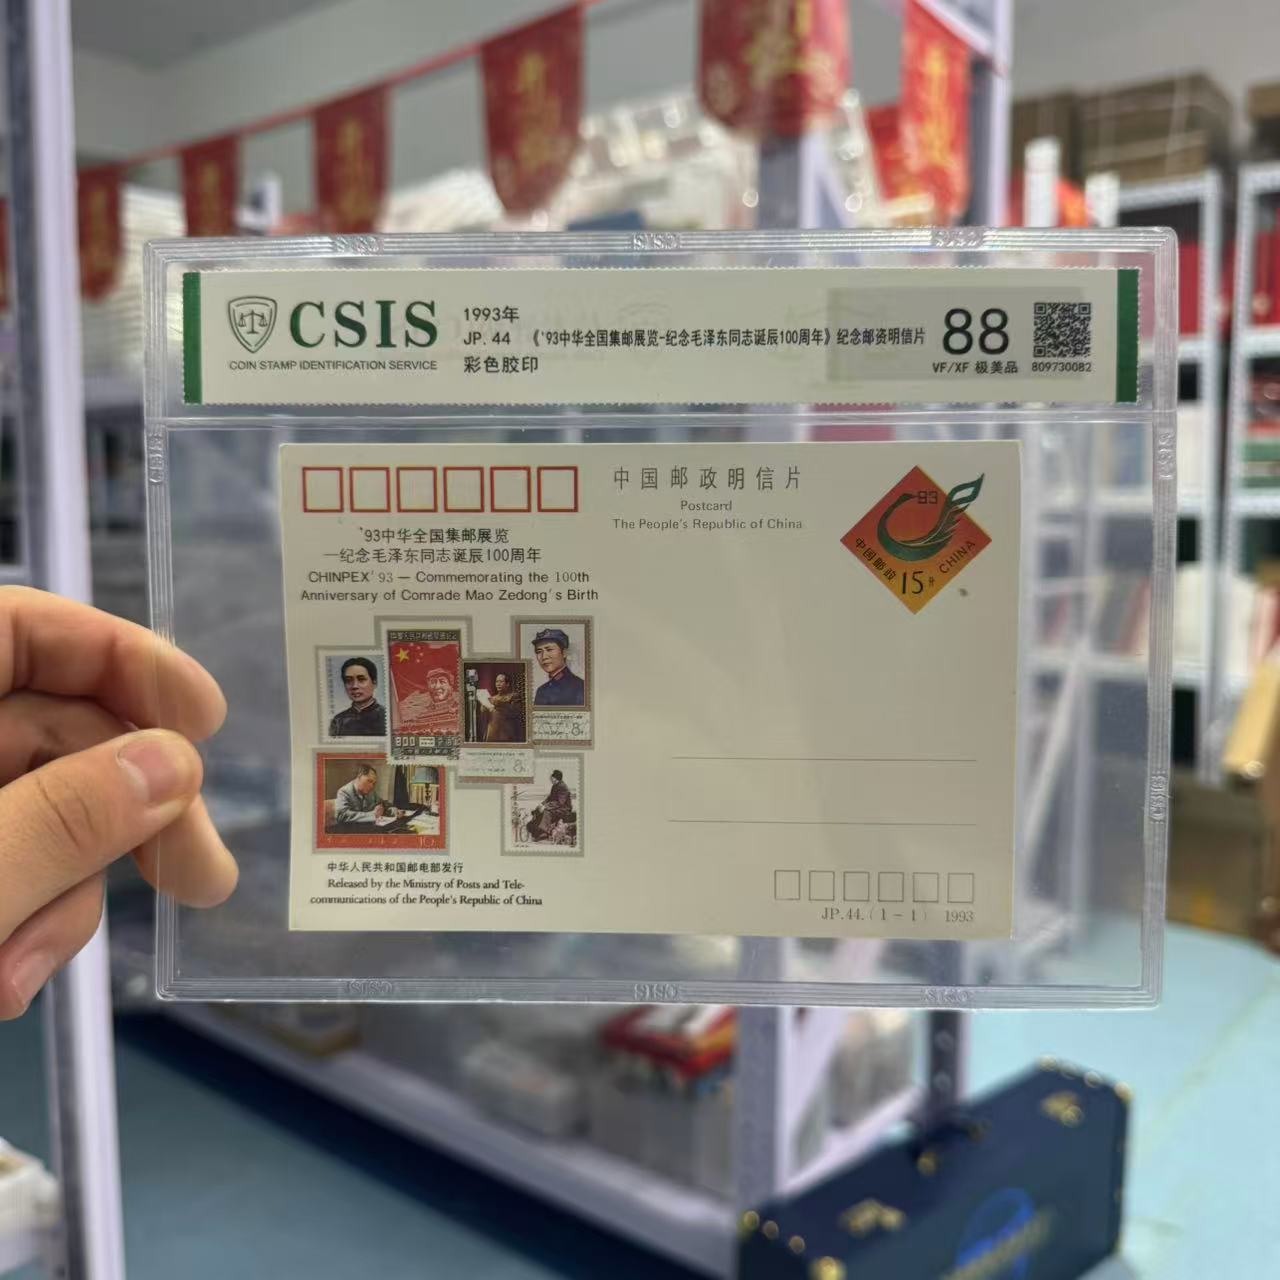 CSIS
COIN STAMP IDENTIFICATION SERVICE
1993年
JP. 44 《'93中华全国集邮展览-纪念毛泽东同志诞辰100周年》纪念邮资明信片
彩色胶印
88
VF/XF 极美品
809730082
中国邮政明信片
Postcard
The People's Republic of China
'93
中国邮政
15分
CHINA
'93中华全国集邮展览
—纪念毛泽东同志诞辰100周年
CHINPEX' 93 — Commemorating the 100th
Anniversary of Comrade Mao Zedong's Birth
800
8
8
10
10
中华人民共和国邮电部发行
Released by the Ministry of Posts and Tele-
communications of the People's Republic of China
JP.44.(1-1) 1993